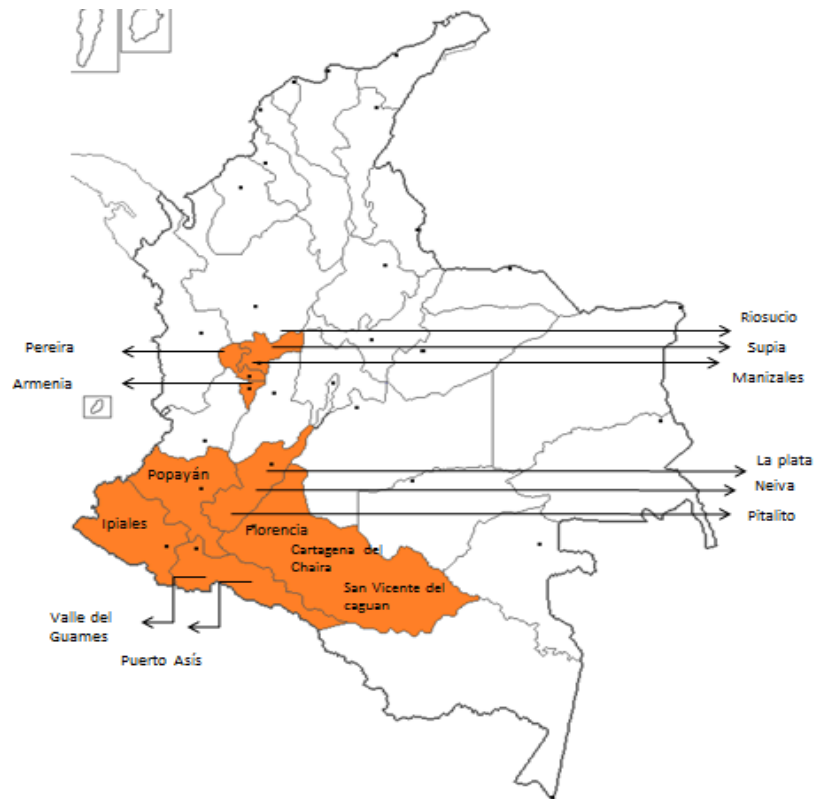 Riosucio
Pereira
Supia
Manizales
Armenia
La plata
Popayán
Neiva
Ipiales
Pitalito
Florencia
Cartagena del
Chaira
San Vicente del
caguan
Valle del
Guames
Puerto Asís